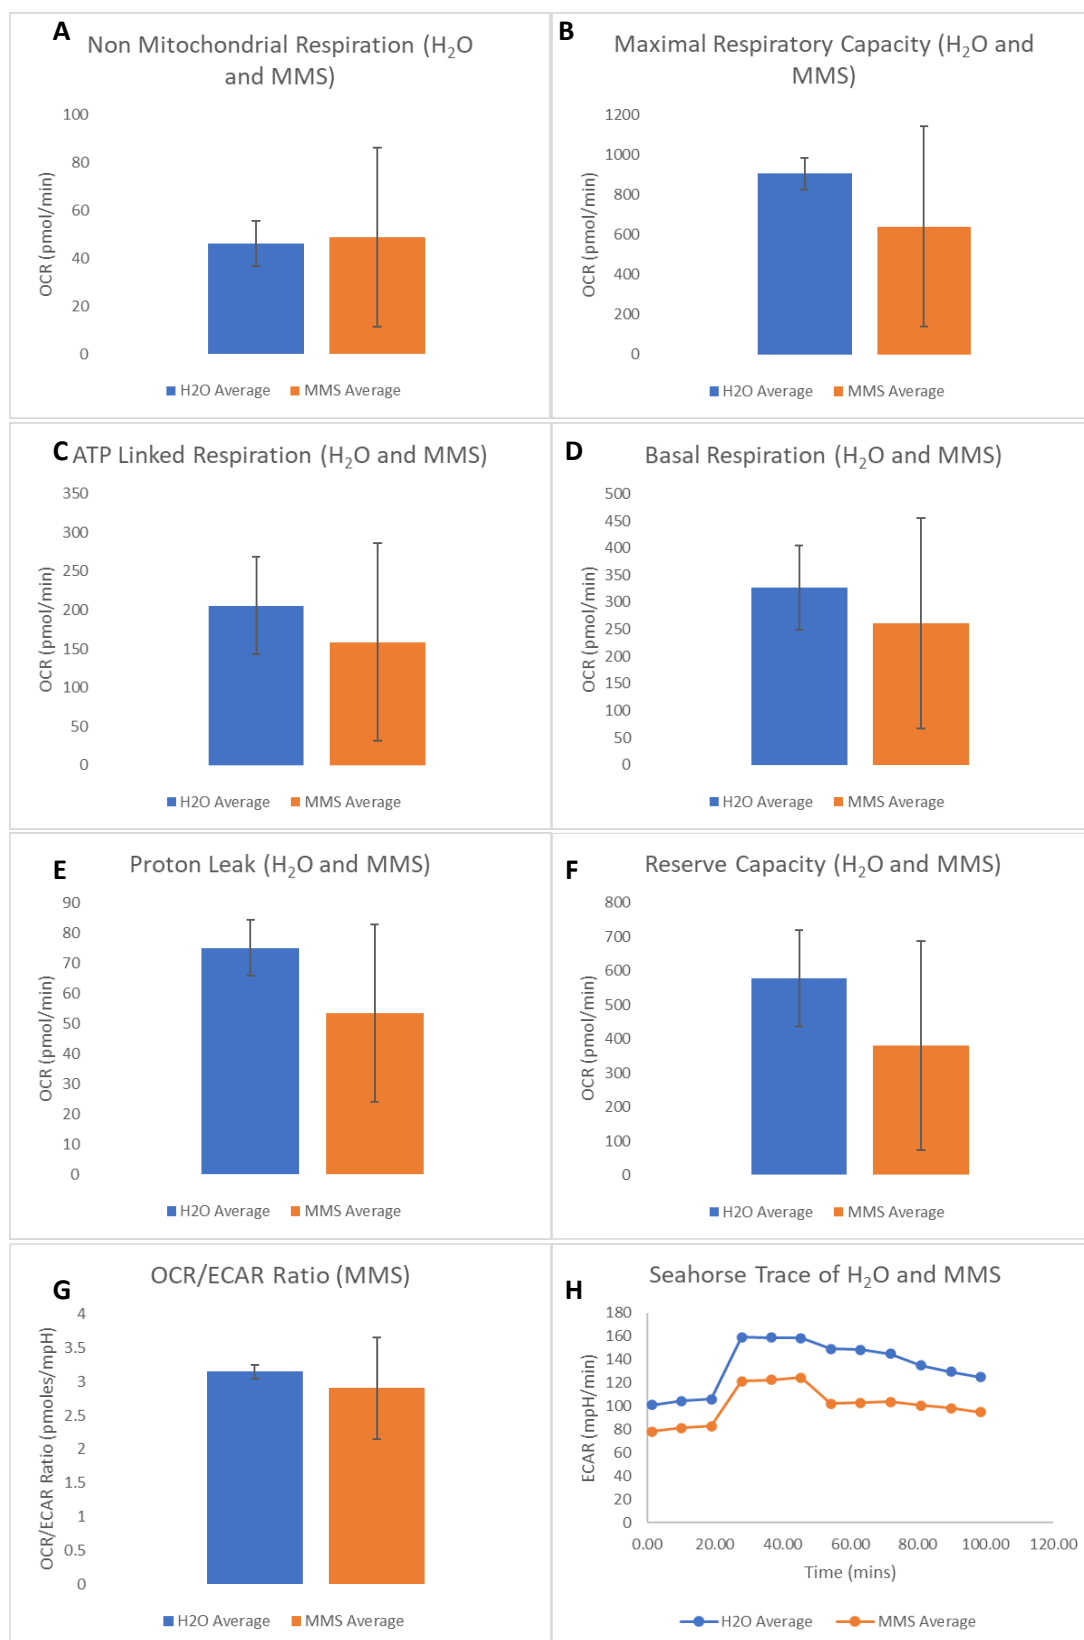 A
Non Mitochondrial Respiration (H₂O
and MMS)
100
80
60
40
20
0
OCR (pmol/min)
H2O Average MMS Average
B
Maximal Respiratory Capacity (H₂O and
MMS)
1200
1000
800
600
400
200
0
OCR (pmol/min)
H2O Average MMS Average
C
ATP Linked Respiration (H₂O and MMS)
350
300
250
200
150
100
50
0
OCR (pmol/min)
H2O Average MMS Average
D
Basal Respiration (H₂O and MMS)
500
450
400
350
300
250
200
150
100
50
0
OCR (pmol/min)
H2O Average MMS Average
E
Proton Leak (H₂O and MMS)
90
80
70
60
50
40
30
20
10
0
OCR (pmol/min)
H2O Average MMS Average
F
Reserve Capacity (H₂O and MMS)
800
700
600
500
400
300
200
100
0
OCR (pmol/min)
H2O Average MMS Average
G
OCR/ECAR Ratio (MMS)
4
3.5
3
2.5
2
1.5
1
0.5
0
OCR/ECAR Ratio (pmoles/mpH)
H2O Average MMS Average
H
Seahorse Trace of H₂O and MMS
180
160
140
120
100
80
60
40
20
0
ECAR (mpH/min)
0.00 20.00 40.00 60.00 80.00 100.00 120.00
Time (mins)
H2O Average MMS Average